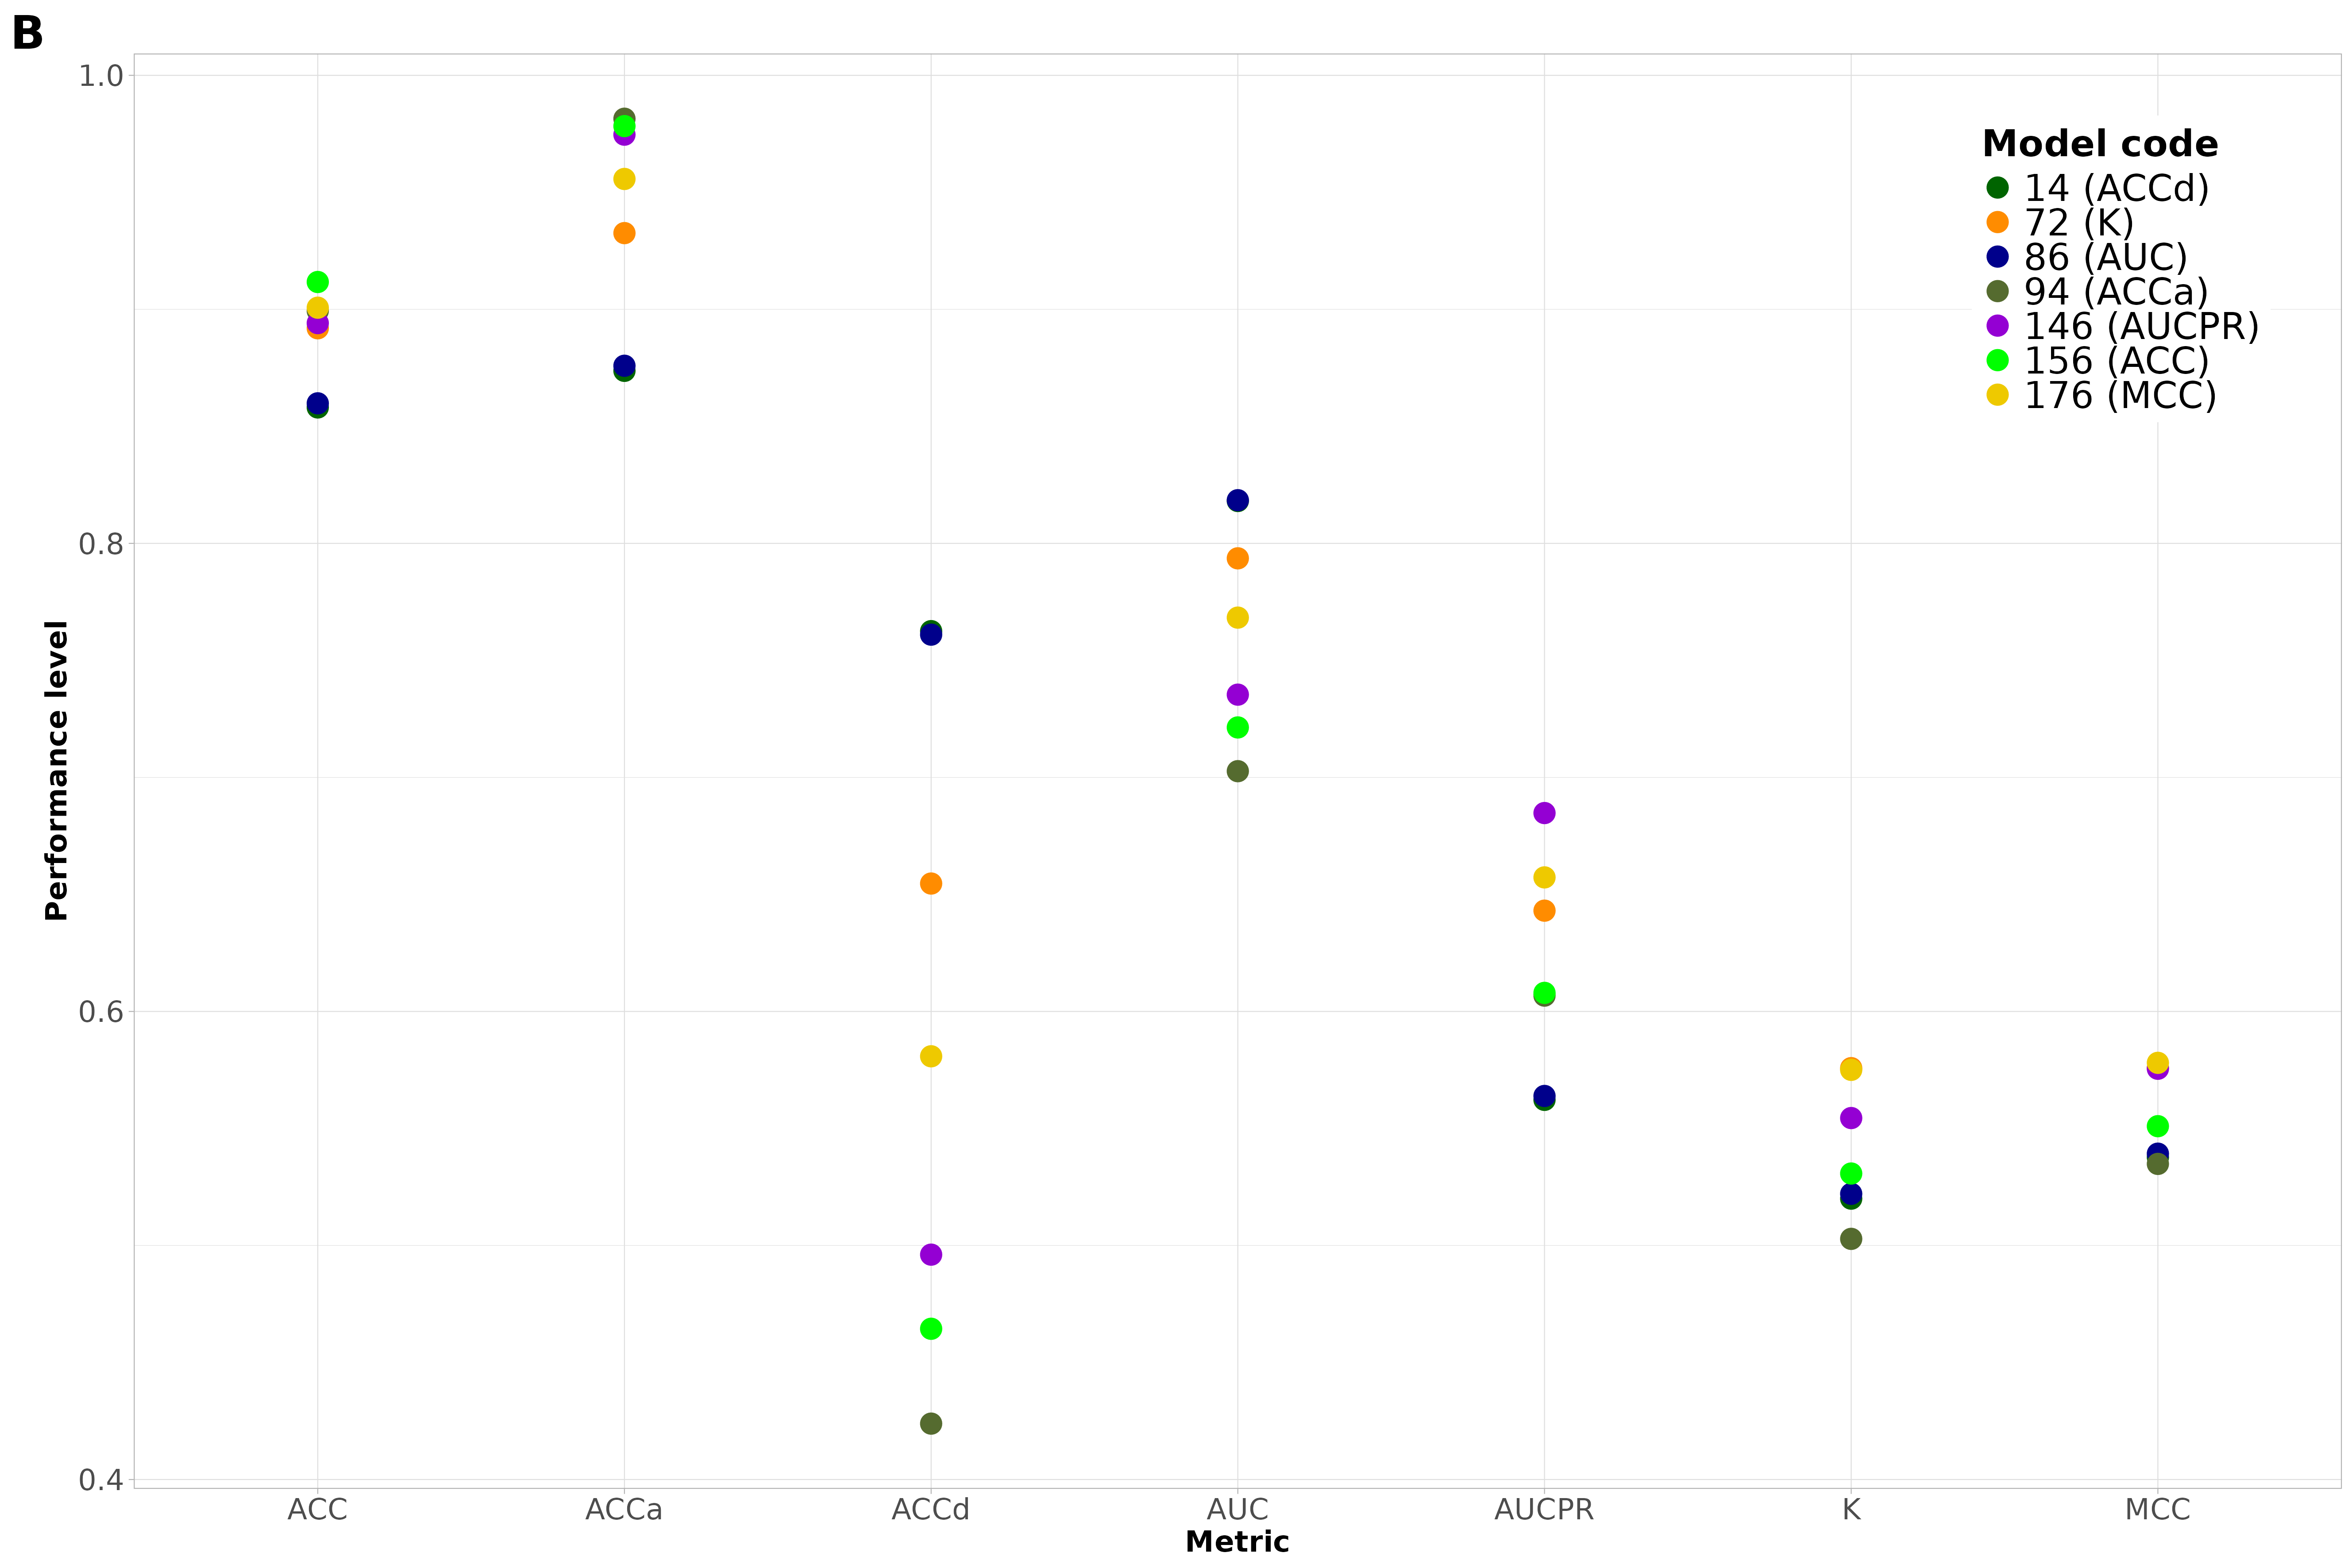 B
1.0
0.8
0.6
0.4
Performance level
Model code
14 (ACCd)
72 (K)
86 (AUC)
94 (ACCa)
146 (AUCPR)
156 (ACC)
176 (MCC)
ACC ACCa ACCd AUC AUCPR K MCC
Metric